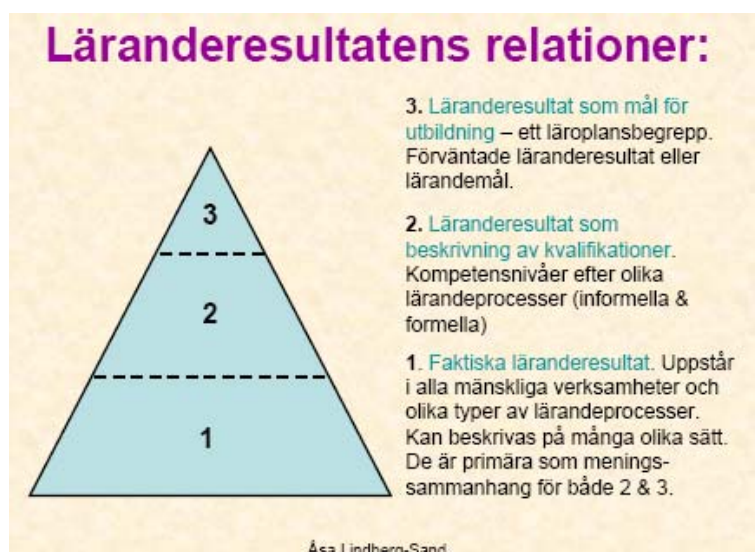 Läranderesultatens relationer:
3. Läranderesultat som mål för
utbildning – ett läroplansbegrepp.
Förväntade läranderesultat eller
lärandemål.
3
2. Läranderesultat som
beskrivning av kvalifikationer.
Kompetensnivåer efter olika
lärandeprocesser (informella &
formella)
2
1. Faktiska läranderesultat. Uppstår
i alla mänskliga verksamheter och
olika typer av lärandeprocesser.
Kan beskrivas på många olika sätt.
De är primära som menings-
sammanhang för både 2 & 3.
1
Åsa Lindberg-Sand